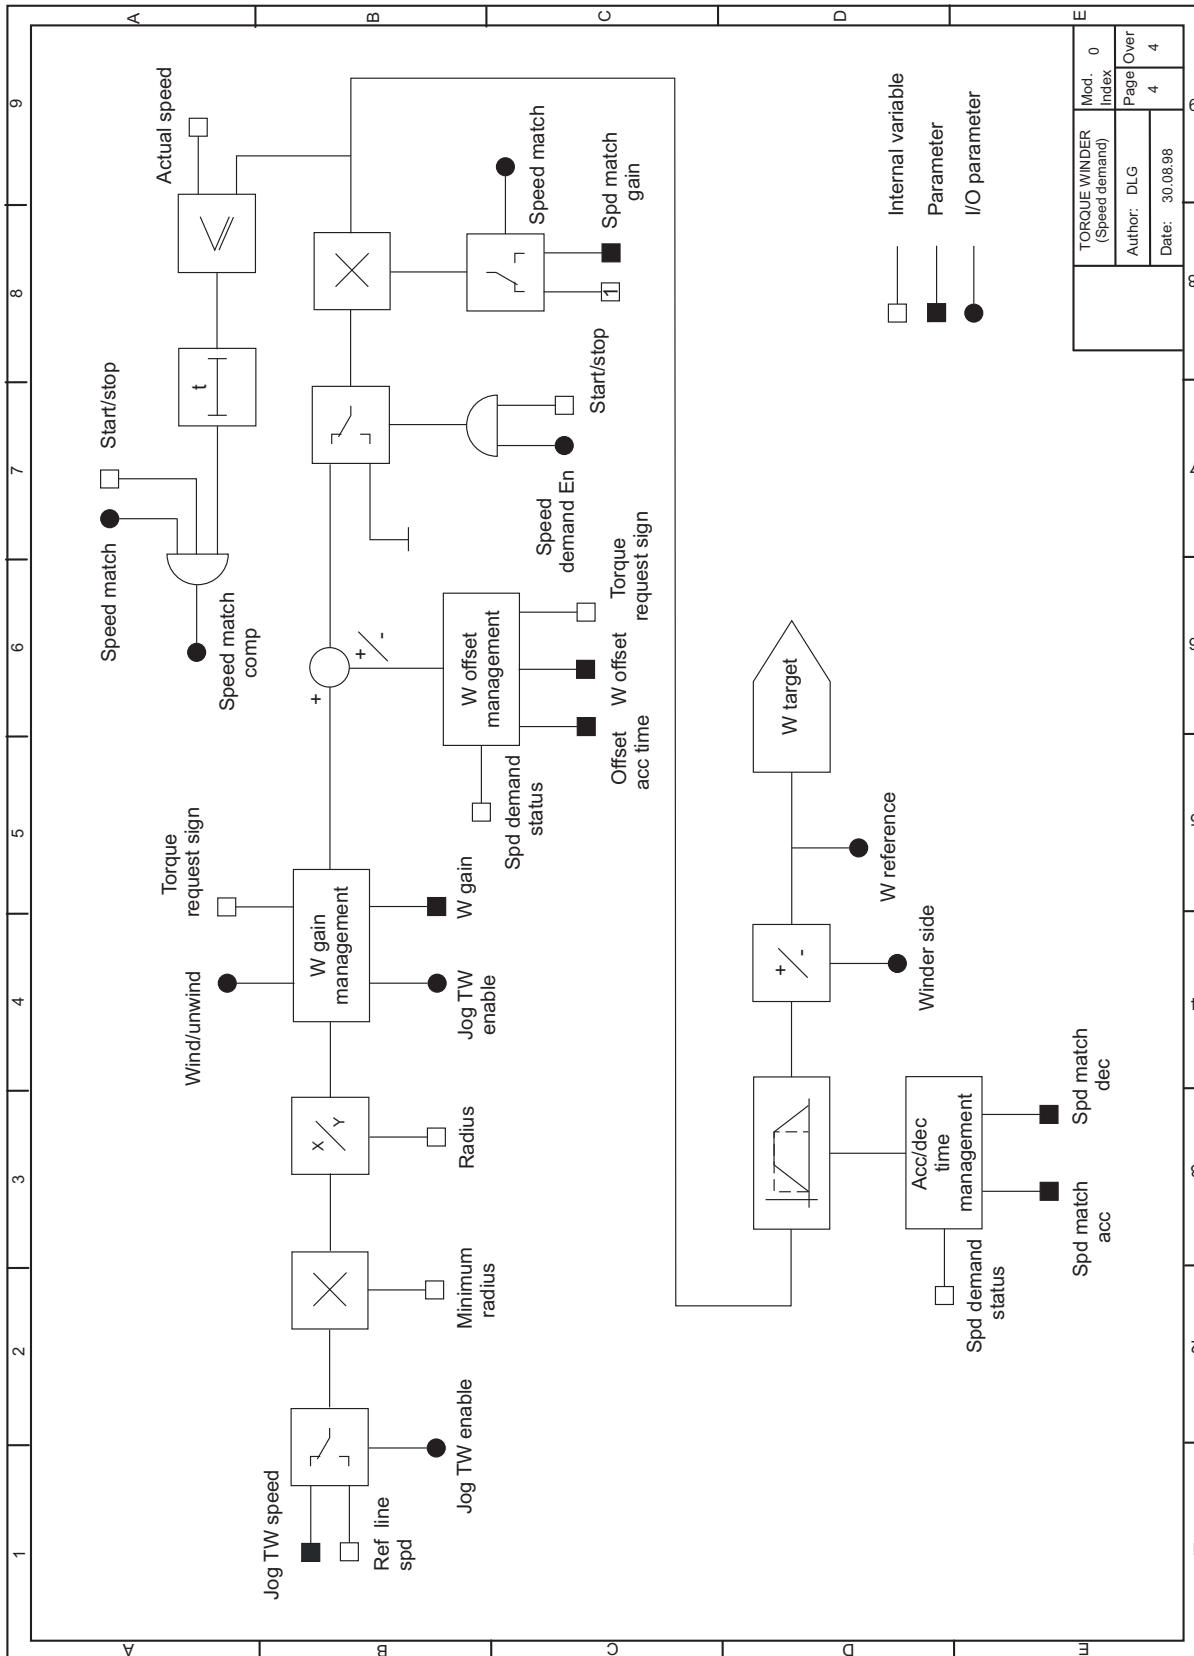 1
2
3
4
5
6
7
8
9
A
B
C
D
E
Speed match
Start/stop
Actual speed
Speed match
comp
t
Wind/unwind
Torque
request sign
Jog TW speed
Ref line
spd
Jog TW enable
Minimum
radius
X
Y
Radius
W gain
management
Jog TW
enable
W gain
+
+
-
W offset
management
Spd demand
status
Offset
acc time
W offset
Torque
request sign
Speed
demand En
Start/stop
Speed match
1
Spd match
gain
Acc/dec
time
management
Spd demand
status
Spd match
acc
Spd match
dec
+
-
Winder side
W reference
W target
Internal variable
Parameter
I/O parameter
TORQUE WINDER
(Speed demand)
Mod.
Index
0
Author: DLG
Page
4
Over
4
Date: 30.08.98
A
B
C
D
E